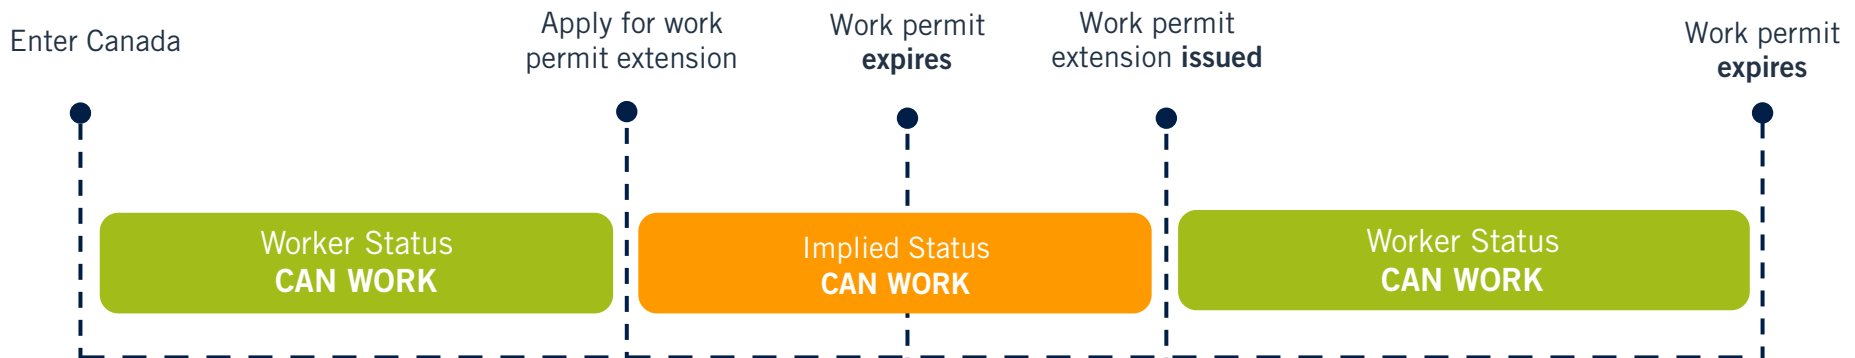 Enter Canada
Apply for work
permit extension
Work permit
expires
Work permit
extension issued
Work permit
expires
Worker Status
CAN WORK
Implied Status
CAN WORK
Worker Status
CAN WORK